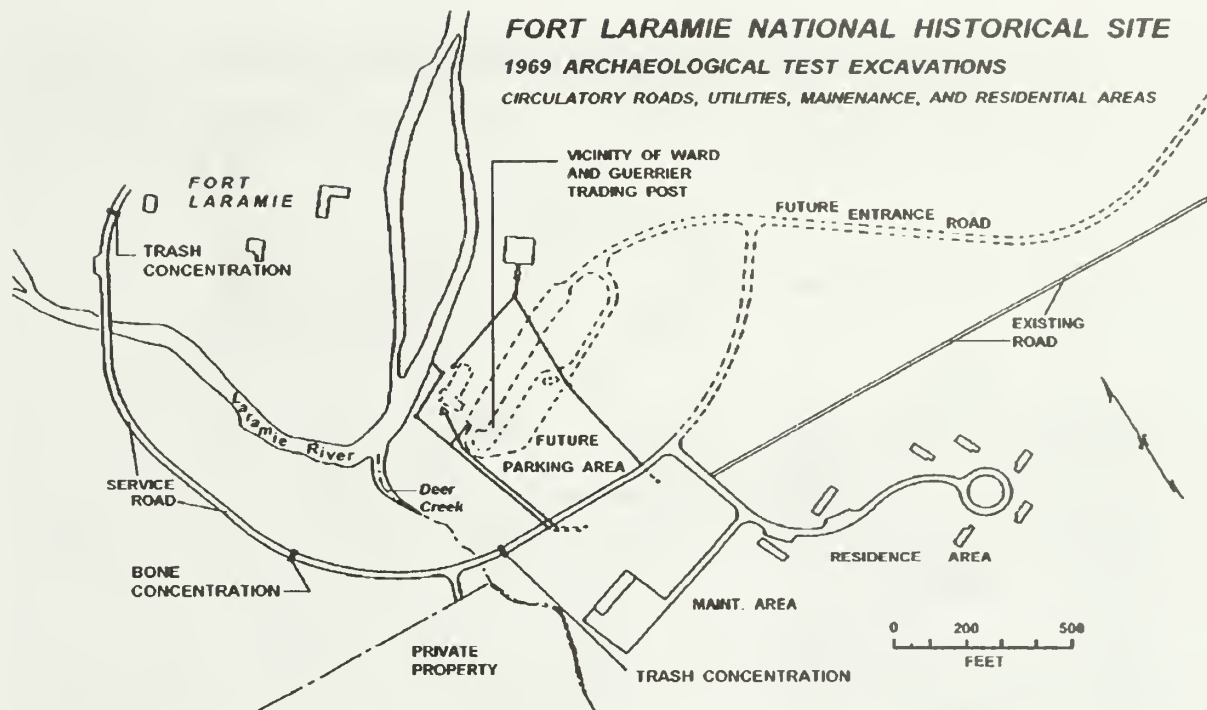 FORT LARAMIE NATIONAL HISTORICAL SITE
1969 ARCHAEOLOGICAL TEST EXCAVATIONS
CIRCULATORY ROADS, UTILITIES, MAINENANCE, AND RESIDENTIAL AREAS
VICINITY OF WARD
AND GUERRIER
TRADING POST
FORT
LARAMIE
TRASH
CONCENTRATION
FUTURE ENTRANCE ROAD
EXISTING
ROAD
Laramie River
FUTURE
PARKING AREA
SERVICE
ROAD
Deer
Creek
BONE
CONCENTRATION
RESIDENCE AREA
MAINT. AREA
PRIVATE
PROPERTY
TRASH CONCENTRATION
0 200 500
FEET